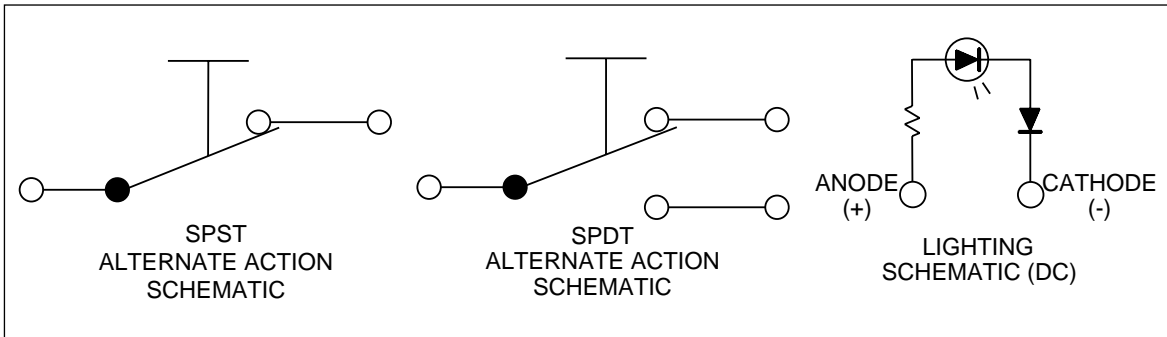 SPST
ALTERNATE ACTION
SCHEMATIC
SPDT
ALTERNATE ACTION
SCHEMATIC
ANODE
(+)
CATHODE
(-)
LIGHTING
SCHEMATIC (DC)